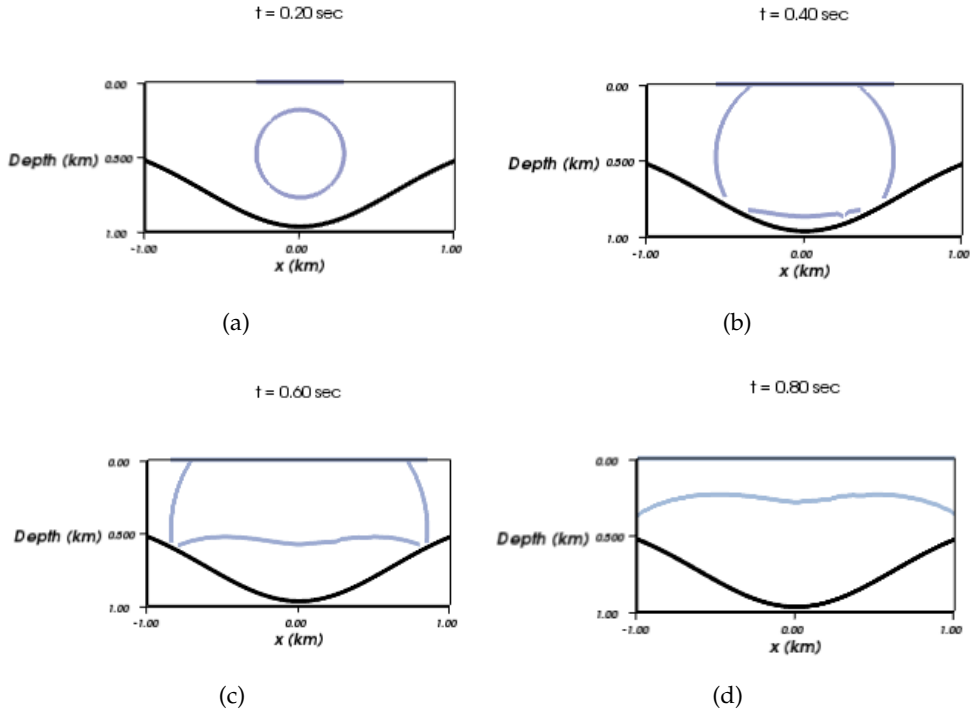 t = 0.20 sec
0.00
Depth (km) 0.500
1.00
-1.00 0.00 1.00
x (km)
(a)
t = 0.40 sec
0.00
Depth (km) 0.500
1.00
-1.00 0.00 1.00
x (km)
(b)
t = 0.60 sec
0.00
Depth (km) 0.500
1.00
-1.00 0.00 1.00
x (km)
(c)
t = 0.80 sec
0.00
Depth (km) 0.500
1.00
-1.00 0.00 1.00
x (km)
(d)